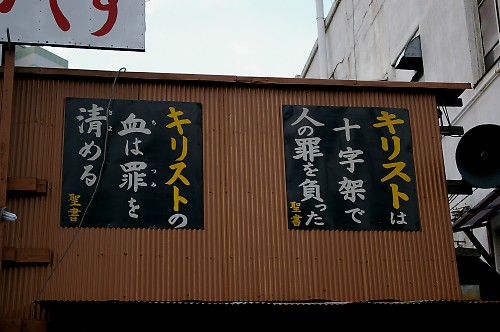 キリストは
十字架で
人の罪を負った
聖書
キリストの
血は罪を
清める
聖書